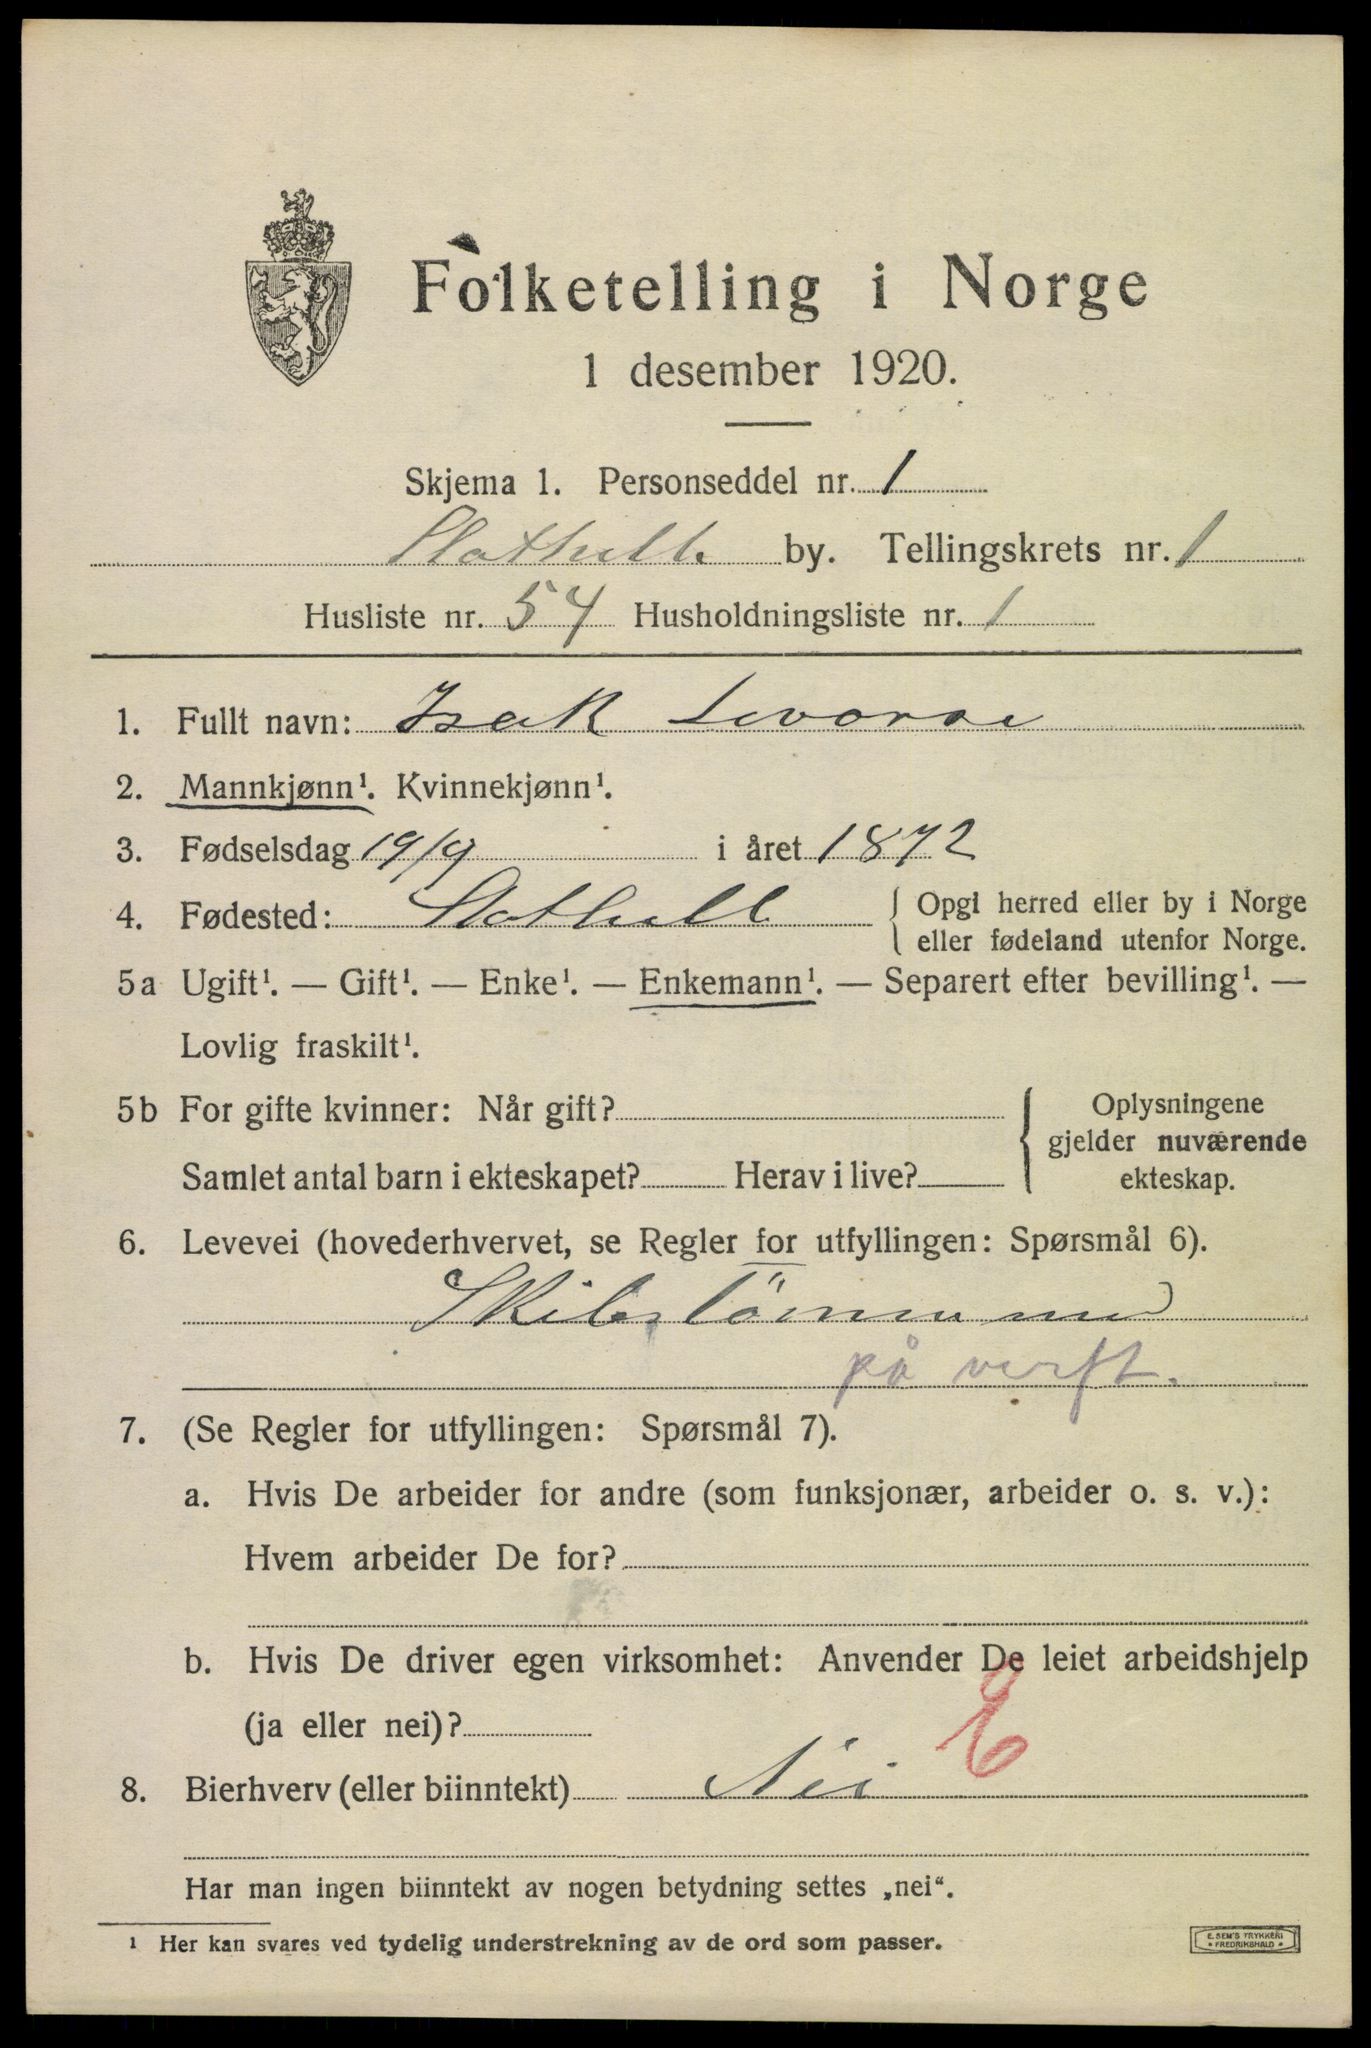 Folketelling i Norge
1 desember 1920.
Skjema 1. Personseddel nr. 1
Stathelle by. Tellingskrets nr. 1
Husliste nr. 54 Husholdningsliste nr. 1
1. Fullt navn: Isak
2. Mannkjønn¹. Kvinnekjønn¹.
3. Fødselsdag 19/9 i året 1872
4. Fødested: Stathelle { Opgi herred eller by i Norge
eller fødeland utenfor Norge.
5a Ugift¹. — Gift¹. — Enke¹. — Enkemann¹. — Separert efter bevilling¹. —
Lovlig fraskilt¹.
5b For gifte kvinner: Når gift? { Oplysningene
gjelder nuværende
Samlet antal barn i ekteskapet? Herav i live? ekteskap.
6. Levevei (hovederhvervet, se Regler for utfyllingen: Spørsmål 6).
Skibstömmermand
på verft.
7. (Se Regler for utfyllingen: Spørsmål 7).
a. Hvis De arbeider for andre (som funksjonær, arbeider o. s. v.):
Hvem arbeider De for?
b. Hvis De driver egen virksomhet: Anvender De leiet arbeidshjelp
(ja eller nei)?
E
8. Bierhverv (eller biinntekt) Nei
Har man ingen biinntekt av nogen betydning settes „nei“.
¹ Her kan svares ved tydelig understrekning av de ord som passer.
E. SEM'S TRYKKERI
• FREDRIKSHALD •